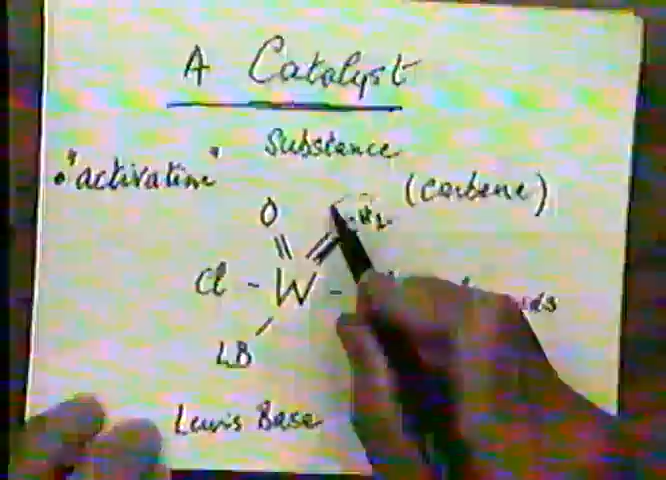 A Catalyst
Substance
"activation"
(carbene)
O
Cl - W -
LB
Lewis Base